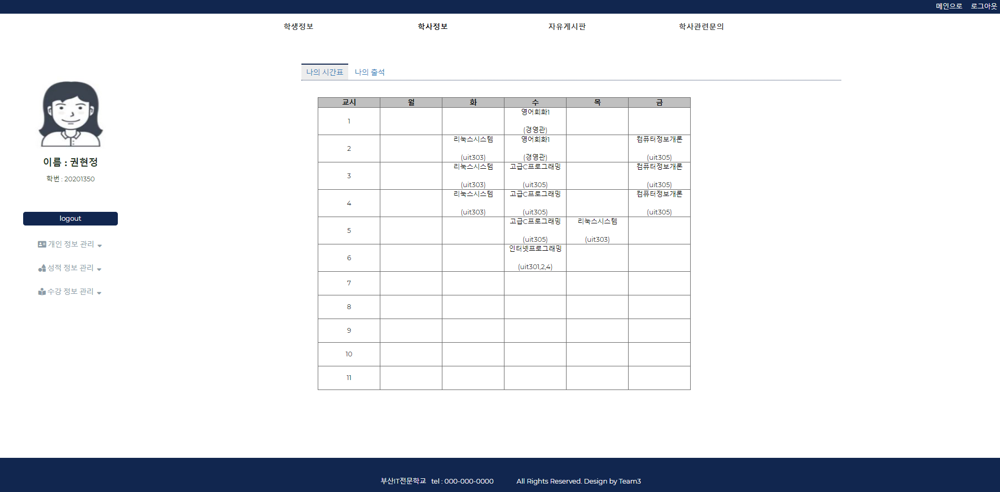 메인으로 로그아웃
학생정보 학사정보 자유게시판 학사관련문의
나의 시간표 나의 출석
이름 : 권현정
학번 : 20201350
logout
개인 정보 관리
성적 정보 관리
수강 정보 관리
교시 월 화 수 목 금
1 영어회화1
(경영관)
2 리눅스시스템 영어회화1 컴퓨터정보개론
(uit303) (경영관) (uit305)
3 리눅스시스템 고급C프로그래밍 컴퓨터정보개론
(uit303) (uit305) (uit305)
4 리눅스시스템 고급C프로그래밍 컴퓨터정보개론
(uit303) (uit305) (uit305)
5 고급C프로그래밍 리눅스시스템
(uit305) (uit303)
6 인터넷프로그래밍
(uit301,2,4)
7
8
9
10
11
부산IT전문학교 tel : 000-000-0000 All Rights Reserved. Design by Team3